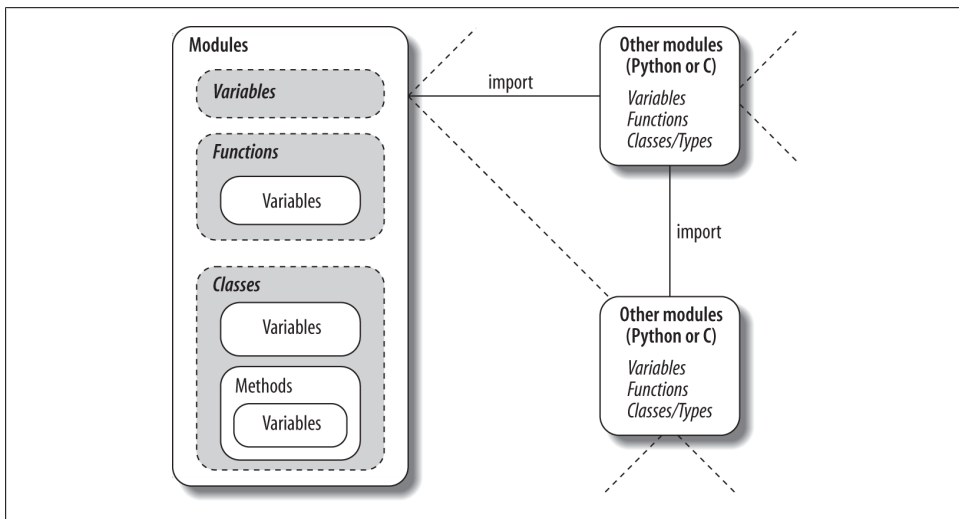 Modules
Variables
Functions
Variables
Classes
Variables
Methods
Variables
import
Other modules
(Python or C)
Variables
Functions
Classes/Types
import
Other modules
(Python or C)
Variables
Functions
Classes/Types